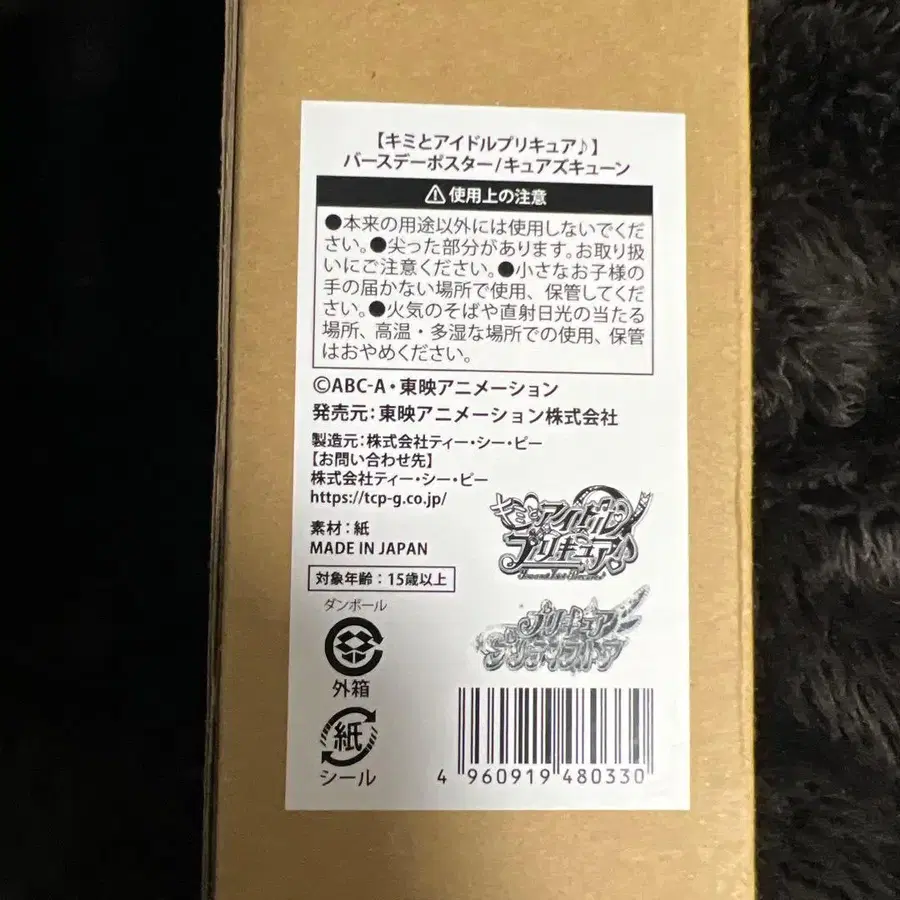 【キミとアイドルプリキュア♪】
バースデーポスター/キュアズキューン
⚠使用上の注意
●本来の用途以外には使用しないでくだ
さい。●尖った部分があります。お取り扱
いにご注意ください。●小さなお子様の
手の届かない場所で使用、保管してくだ
さい。●火気のそばや直射日光の当たる
場所、高温・多湿な場所での使用、保管
はおやめください。
©ABC-A・東映アニメーション
発売元：東映アニメーション株式会社
製造元：株式会社ティー・シー・ピー
【お問い合わせ先】
株式会社ティー・シー・ピー
https://tcp-g.co.jp/
素材：紙
MADE IN JAPAN
対象年齢：15歳以上
ダンボール
外箱
紙
シール
キミとアイドル
プリキュア♪
プリキュア
プリティストア
4 960919 480330